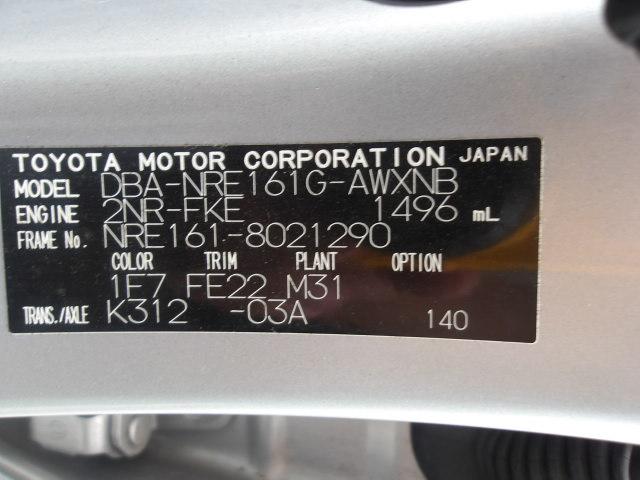 TOYOTA MOTOR CORPORATION JAPAN
MODEL DBA-NRE161G-AWXNB
ENGINE 2NR-FKE 1496 mL
FRAME No. NRE161-8021290
COLOR TRIM PLANT OPTION
1F7 FE22 M31
TRANS./AXLE K312 -03A 140